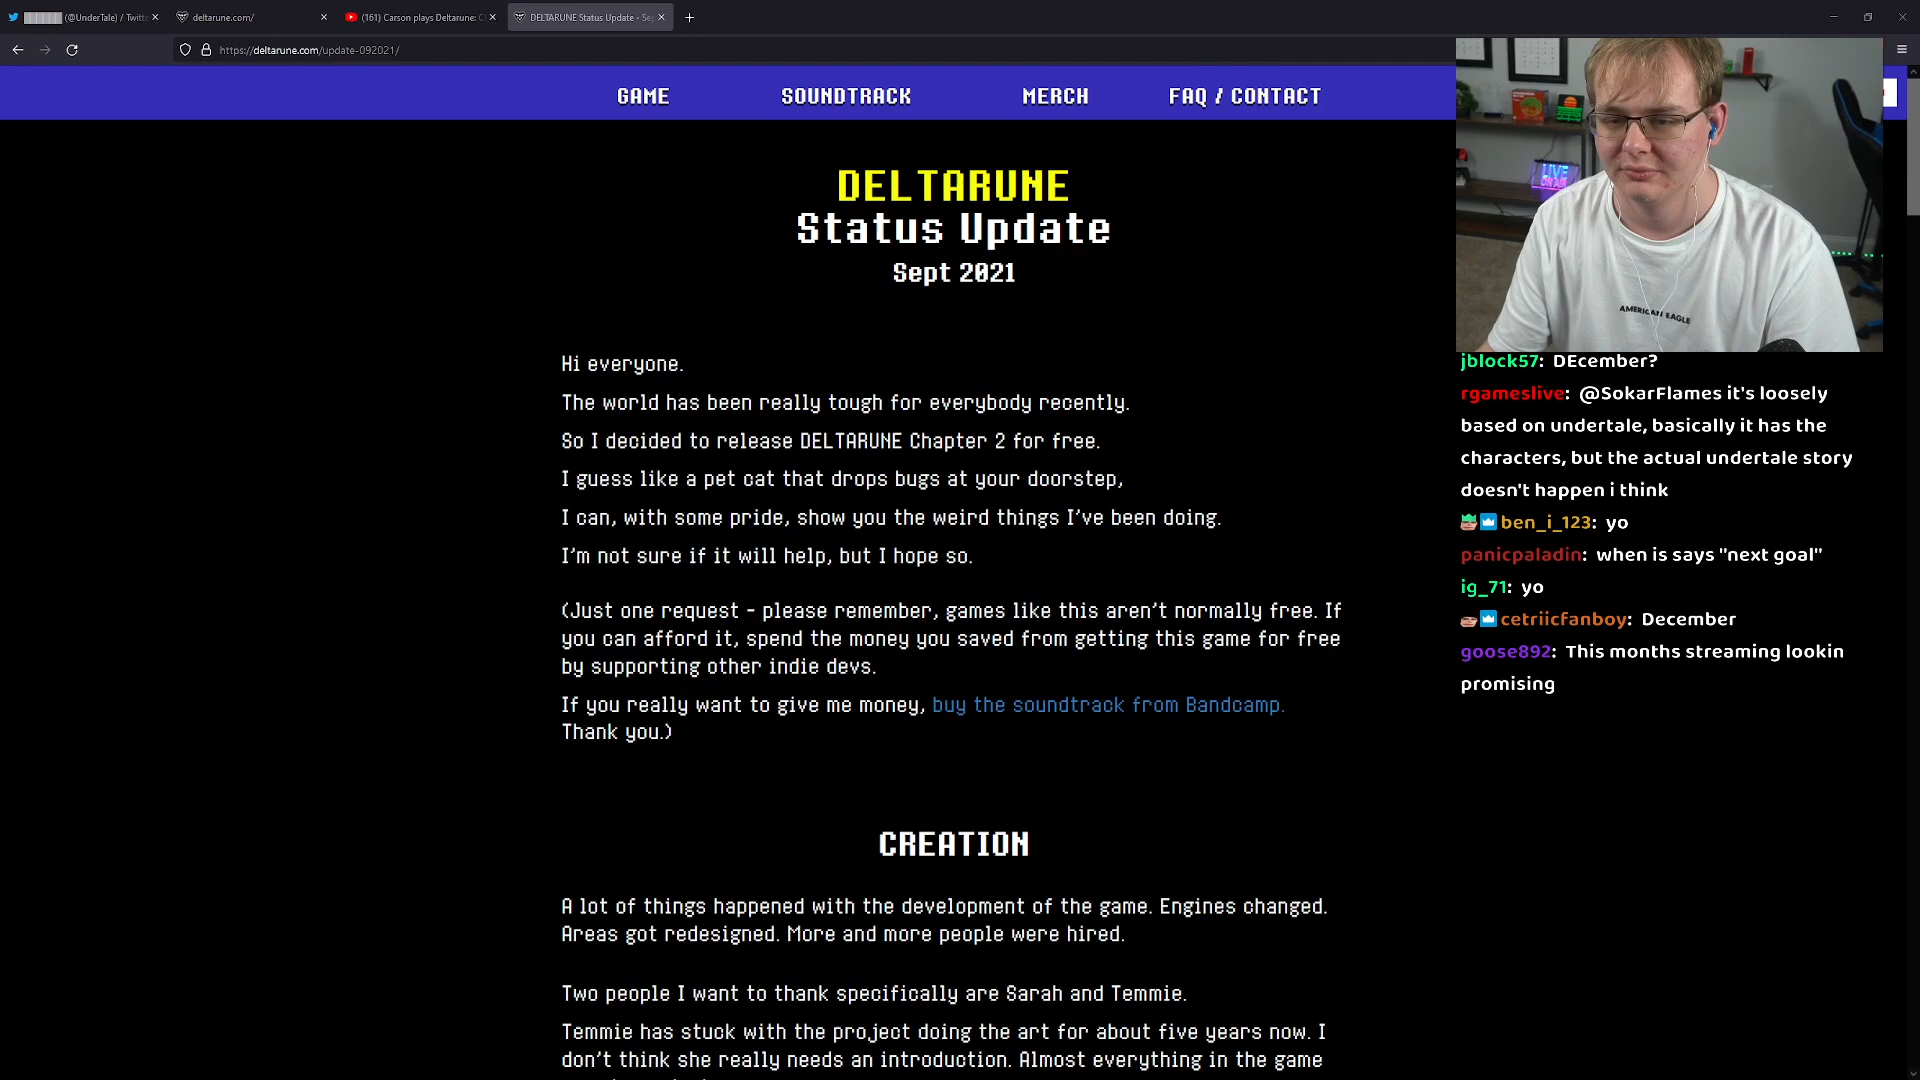 (@UnderTale) / Twitte
deltarune.com/
(161) Carson plays Deltarune: C
DELTARUNE Status Update - Sep
https://deltarune.com/update-092021/
GAME SOUNDTRACK MERCH FAQ / CONTACT
DELTARUNE
Status Update
Sept 2021
Hi everyone.
The world has been really tough for everybody recently.
So I decided to release DELTARUNE Chapter 2 for free.
I guess like a pet cat that drops bugs at your doorstep,
I can, with some pride, show you the weird things I've been doing.
I'm not sure if it will help, but I hope so.
(Just one request - please remember, games like this aren't normally free. If
you can afford it, spend the money you saved from getting this game for free
by supporting other indie devs.
If you really want to give me money, buy the soundtrack from Bandcamp.
Thank you.)
CREATION
A lot of things happened with the development of the game. Engines changed.
Areas got redesigned. More and more people were hired.
Two people I want to thank specifically are Sarah and Temmie.
Temmie has stuck with the project doing the art for about five years now. I
don't think she really needs an introduction. Almost everything in the game
LIVE
ON AIR
AMERICAN EAGLE
jblock57: DEcember?
rgameslive: @SokarFlames it's loosely
based on undertale, basically it has the
characters, but the actual undertale story
doesn't happen i think
ben_i_123: yo
panicpaladin: when is says "next goal"
ig_71: yo
cetriicfanboy: December
goose892: This months streaming lookin
promising